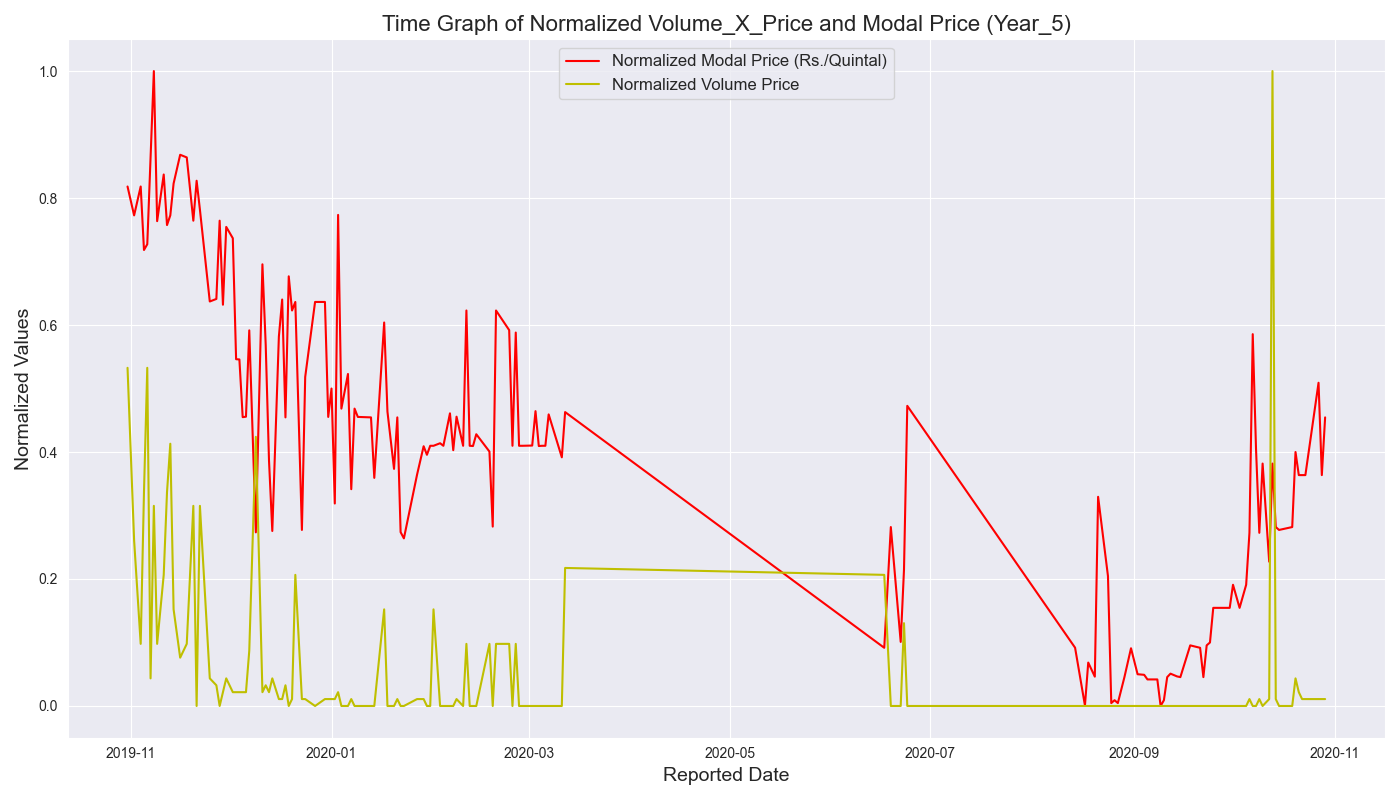 Time Graph of Normalized Volume_X_Price and Modal Price (Year_5)
Normalized Modal Price (Rs./Quintal)
Normalized Volume Price
Normalized Values
1.0
0.8
0.6
0.4
0.2
0.0
2019-11
2020-01
2020-03
2020-05
2020-07
2020-09
2020-11
Reported Date